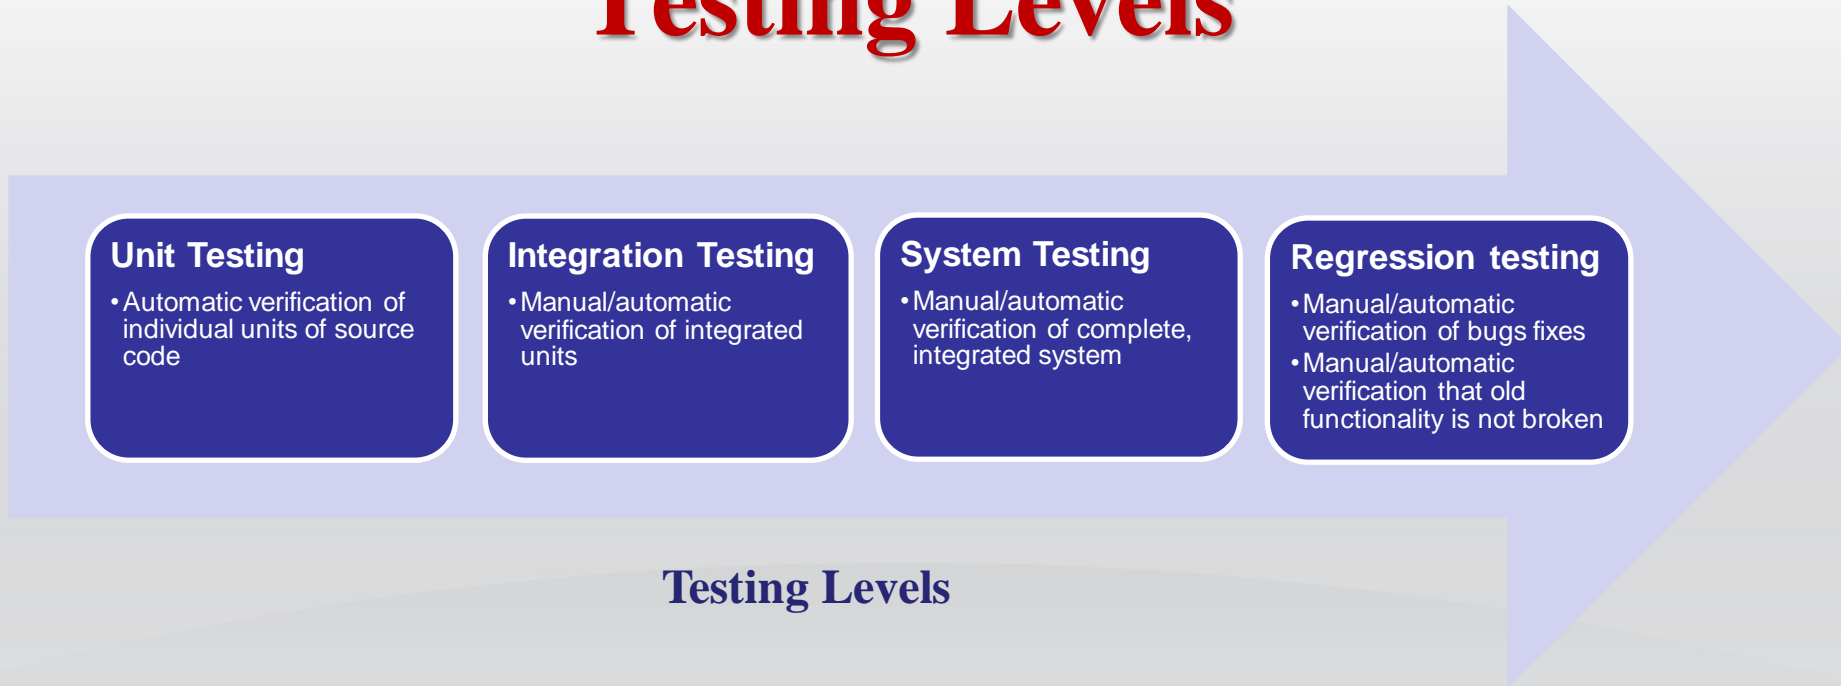 Testing Levels
Unit Testing
•Automatic verification of
individual units of source
code
Integration Testing
•Manual/automatic
verification of integrated
units
System Testing
•Manual/automatic
verification of complete,
integrated system
Regression testing
•Manual/automatic
verification of bugs fixes
•Manual/automatic
verification that old
functionality is not broken
Testing Levels